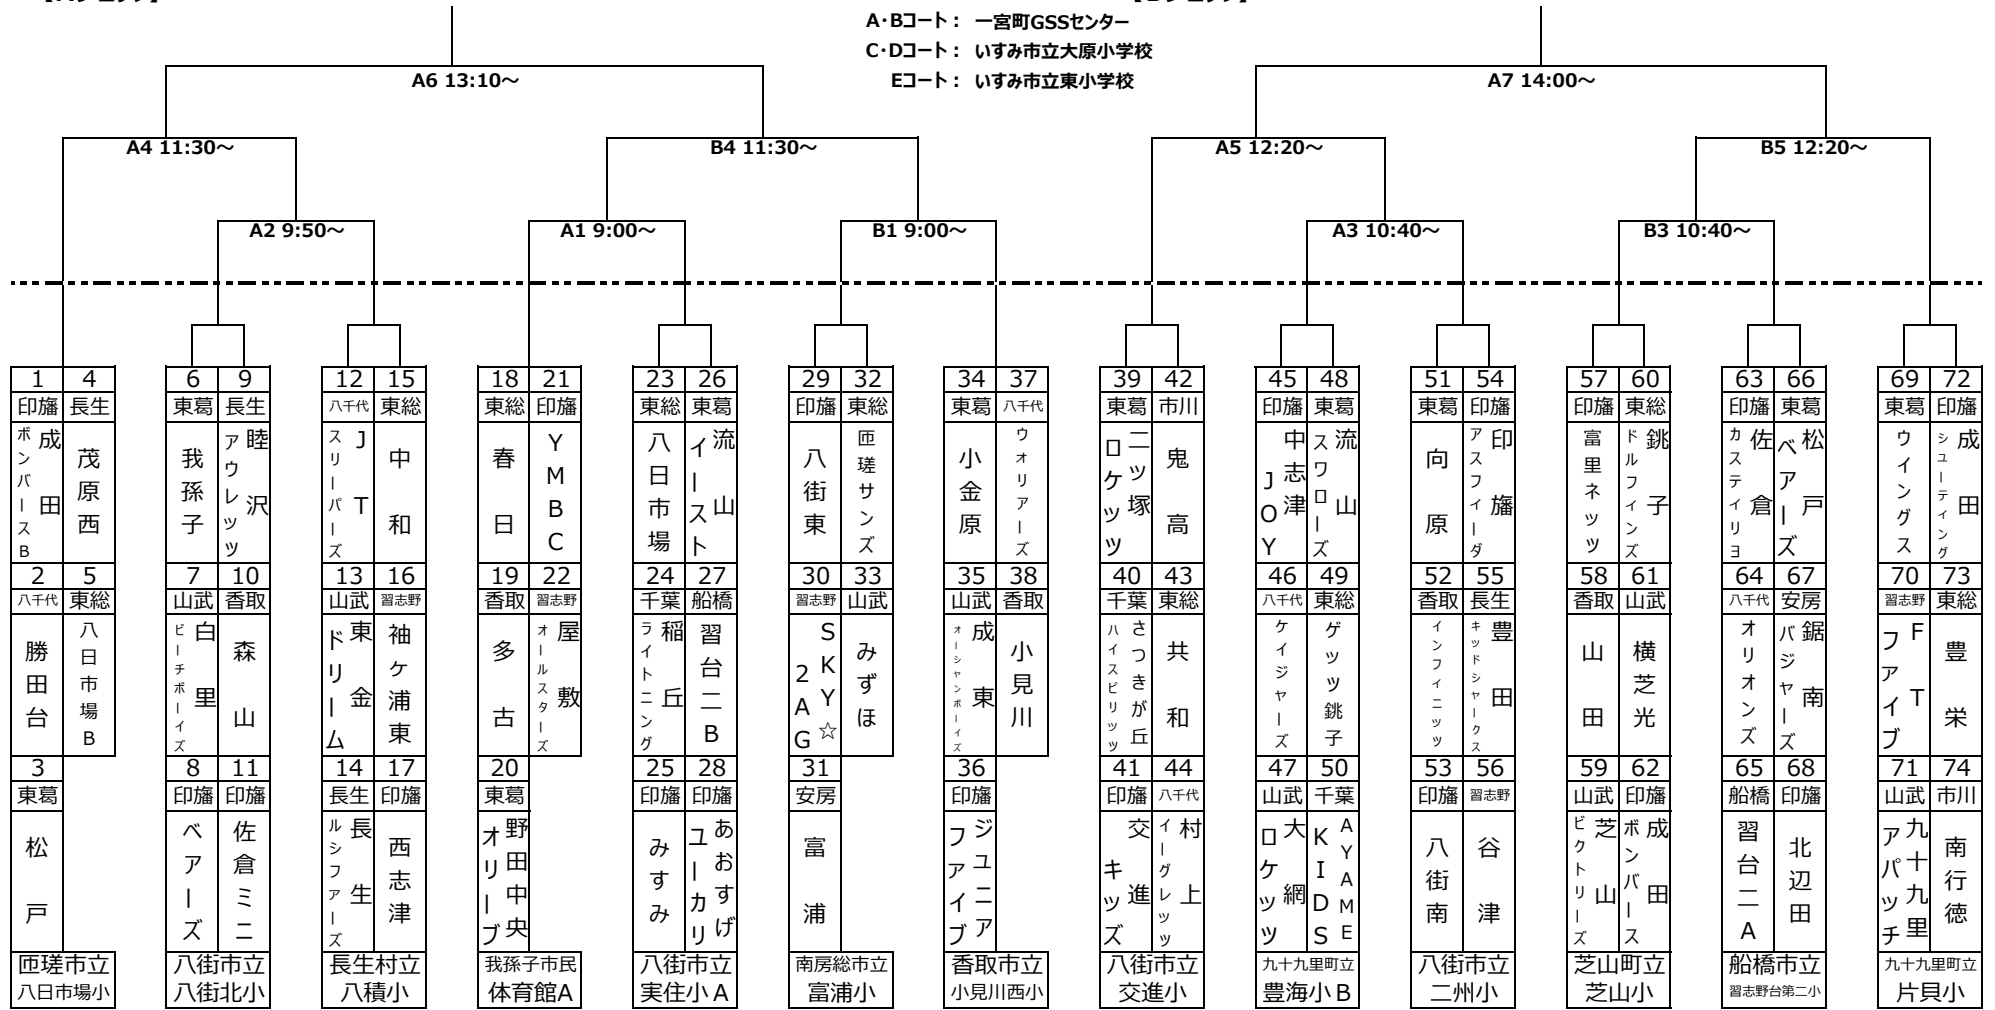 A・Bコート： 一宮町GSSセンター
C・Dコート： いすみ市立大原小学校
Eコート： いすみ市立東小学校
A6 13:10～
A7 14:00～
A4 11:30～
B4 11:30～
A5 12:20～
B5 12:20～
A2 9:50～
A1 9:00～
B1 9:00～
A3 10:40～
B3 10:40～
1 4 6 9 12 15 18 21 23 26 29 32 34 37 39 42 45 48 51 54 57 60 63 66 69 72
印旛 長生 東葛 長生 八千代 東総 東総 印旛 東総 東葛 印旛 東総 東葛 八千代 東葛 市川 印旛 東葛 東葛 印旛 印旛 東総 印旛 東葛 東葛 印旛
成田ボンバースB
茂原西
我孫子
睦沢アウレッツ
JTスリーパーズ
中和
春日
YMBC
八日市場
流山イースト
八街東
匝瑳サンズ
小金原
ウォリアーズ
二ツ塚ロケッツ
鬼高
中志津JOY
流山スワローズ
向原
印旛アスフィーダ
富里ネッツ
銚子ドルフィンズ
佐倉カスティリヨ
松戸ベアーズ
ウイングス
成田シューティング
2 5 7 10 13 16 19 22 24 27 30 33 35 38 40 43 46 49 52 55 58 61 64 67 70 73
八千代 東総 山武 香取 山武 習志野 香取 習志野 千葉 船橋 習志野 山武 山武 香取 千葉 東総 八千代 東総 香取 長生 香取 山武 八千代 安房 習志野 東総
勝田台
八日市場B
白里ビーチボーイズ
森山
東金ドリーム
袖ケ浦東
多古
屋敷オールスターズ
稲丘ライトニング
習台二B
SKY☆2AG
みずほ
成東オーシャンボーイズ
小見川
さつきが丘ハイスピリッツ
共和
ケイジャーズ
ゲッツ銚子
インフィニッツ
豊田キッドシャークス
山田
横芝光
オリオンズ
鋸南バジャーズ
FTファイブ
豊栄
3 8 11 14 17 20 25 28 31 36 41 44 47 50 53 56 59 62 65 68 71 74
東葛 印旛 印旛 長生 印旛 東葛 印旛 印旛 安房 印旛 印旛 八千代 山武 千葉 印旛 習志野 山武 印旛 船橋 印旛 山武 市川
松戸
ベアーズ
佐倉ミニ
長生ルシファーズ
西志津
野田中央オリーブ
みすみ
あおすげユーカリ
富浦
ジュニアファイブ
交進キッズ
村上イーグレッツ
大網ロケッツ
AYAMEKIDS
八街南
谷津
芝山ビクトリーズ
成田ボンバース
習台二A
北辺田
九十九里アパッチ
南行徳
匝瑳市立
八日市場小
八街市立
八街北小
長生村立
八積小
我孫子市民
体育館A
八街市立
実住小A
南房総市立
富浦小
香取市立
小見川西小
八街市立
交進小
九十九里町立
豊海小B
八街市立
二州小
芝山町立
芝山小
船橋市立
習志野台第二小
九十九里町立
片貝小